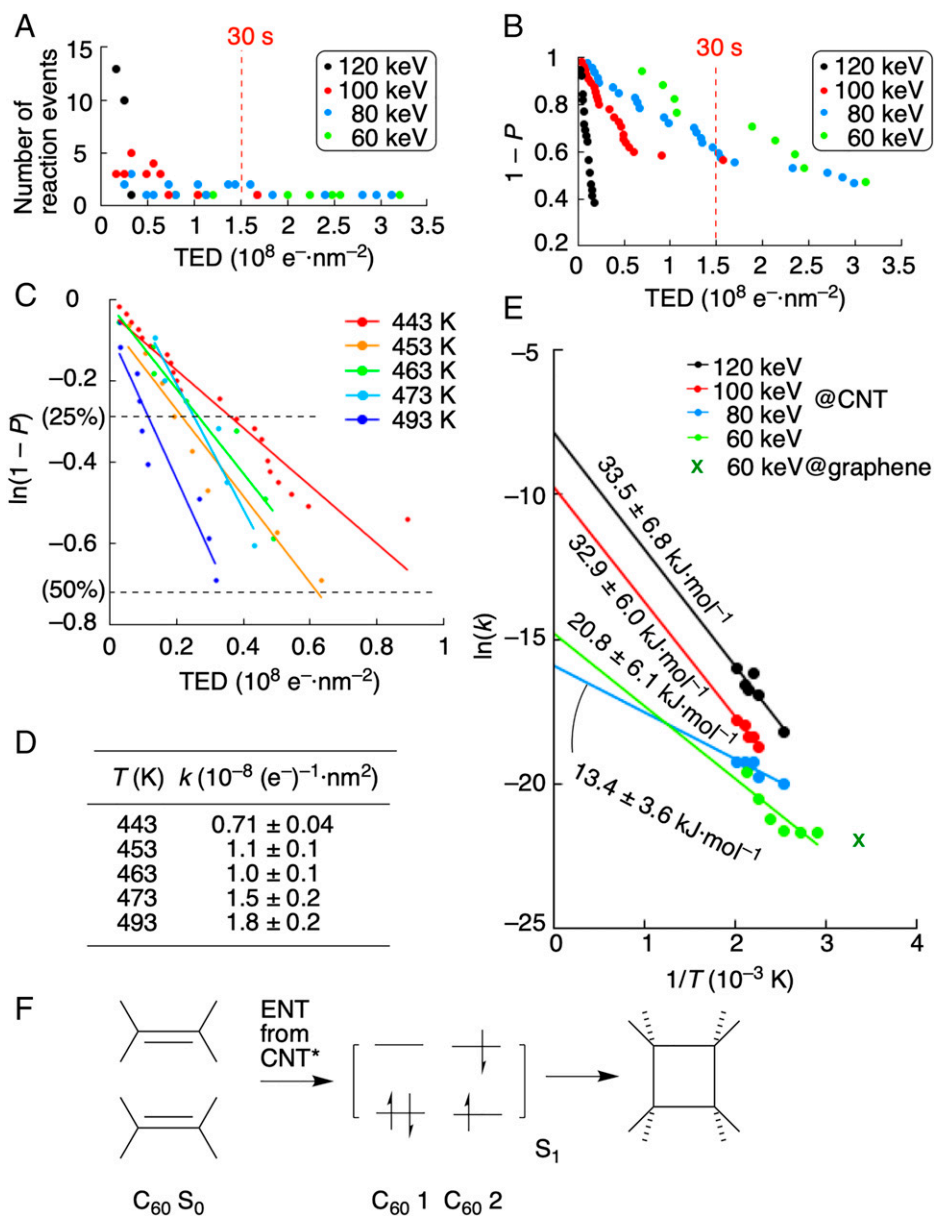 A
Number of
reaction events
15
10
5
0
30 s
120 keV
100 keV
80 keV
60 keV
0.5 1 1.5 2 2.5 3 3.5
TED (10⁸ e⁻·nm⁻²)
B
1 – P
1
0.8
0.6
0.4
0.2
30 s
120 keV
100 keV
80 keV
60 keV
0 0.5 1 1.5 2 2.5 3 3.5
TED (10⁸ e⁻·nm⁻²)
C
ln(1 – P)
0
−0.2
(25%)
−0.4
−0.6
(50%)
−0.8
443 K
453 K
463 K
473 K
493 K
0 0.2 0.4 0.6 0.8 1
TED (10⁸ e⁻·nm⁻²)
D
T (K) k (10⁻⁸ (e⁻)⁻¹·nm²)
443 0.71 ± 0.04
453 1.1 ± 0.1
463 1.0 ± 0.1
473 1.5 ± 0.2
493 1.8 ± 0.2
E
ln(k)
−5
−10
−15
−20
−25
120 keV
100 keV
80 keV
60 keV
@CNT
X 60 keV@graphene
33.5 ± 6.8 kJ·mol⁻¹
32.9 ± 6.0 kJ·mol⁻¹
20.8 ± 6.1 kJ·mol⁻¹
13.4 ± 3.6 kJ·mol⁻¹
X
0 1 2 3 4
1/T (10⁻³ K)
F
ENT
from
CNT*
S₁
C₆₀ S₀ C₆₀ 1 C₆₀ 2